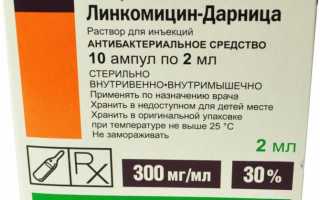 Линкомицин-Дарница
Раствор для инъекций
АНТИБАКТЕРИАЛЬНОЕ СРЕДСТВО
10 ампул по 2 мл
СТЕРИЛЬНО
ВНУТРИВЕННО•ВНУТРИМЫШЕЧНО
Применять по назначению врача
Хранить в недоступном для детей месте
Хранить в оригинальной упаковке
при температуре не выше 25 °C
Не замораживать
2 мл
RX
300 мг/мл
30%